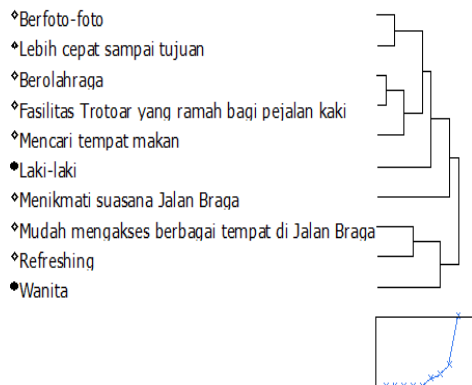 Berfoto-foto
Lebih cepat sampai tujuan
Berolahraga
Fasilitas Trotoar yang ramah bagi pejalan kaki
Mencari tempat makan
Laki-laki
Menikmati suasana Jalan Braga
Mudah mengakses berbagai tempat di Jalan Braga
Refreshing
Wanita